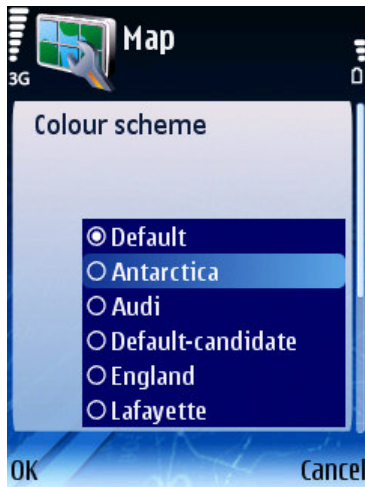 Map
3G
Colour scheme
Default
Antarctica
Audi
Default-candidate
England
Lafayette
OK Cancel